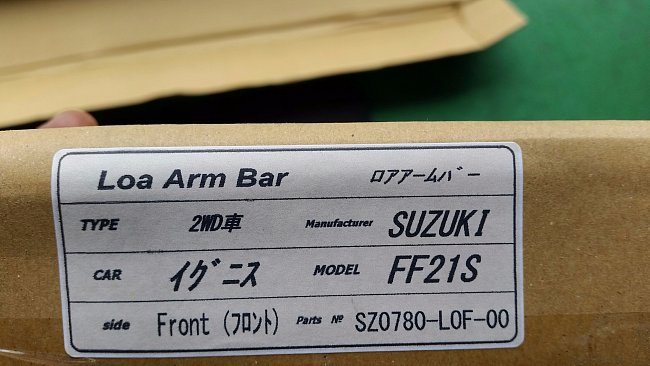 Loa Arm Bar ロアアームバー
TYPE 2WD車 Manufacturer SUZUKI
CAR イグニス MODEL FF21S
side Front (フロント) Parts № SZ0780-LOF-00